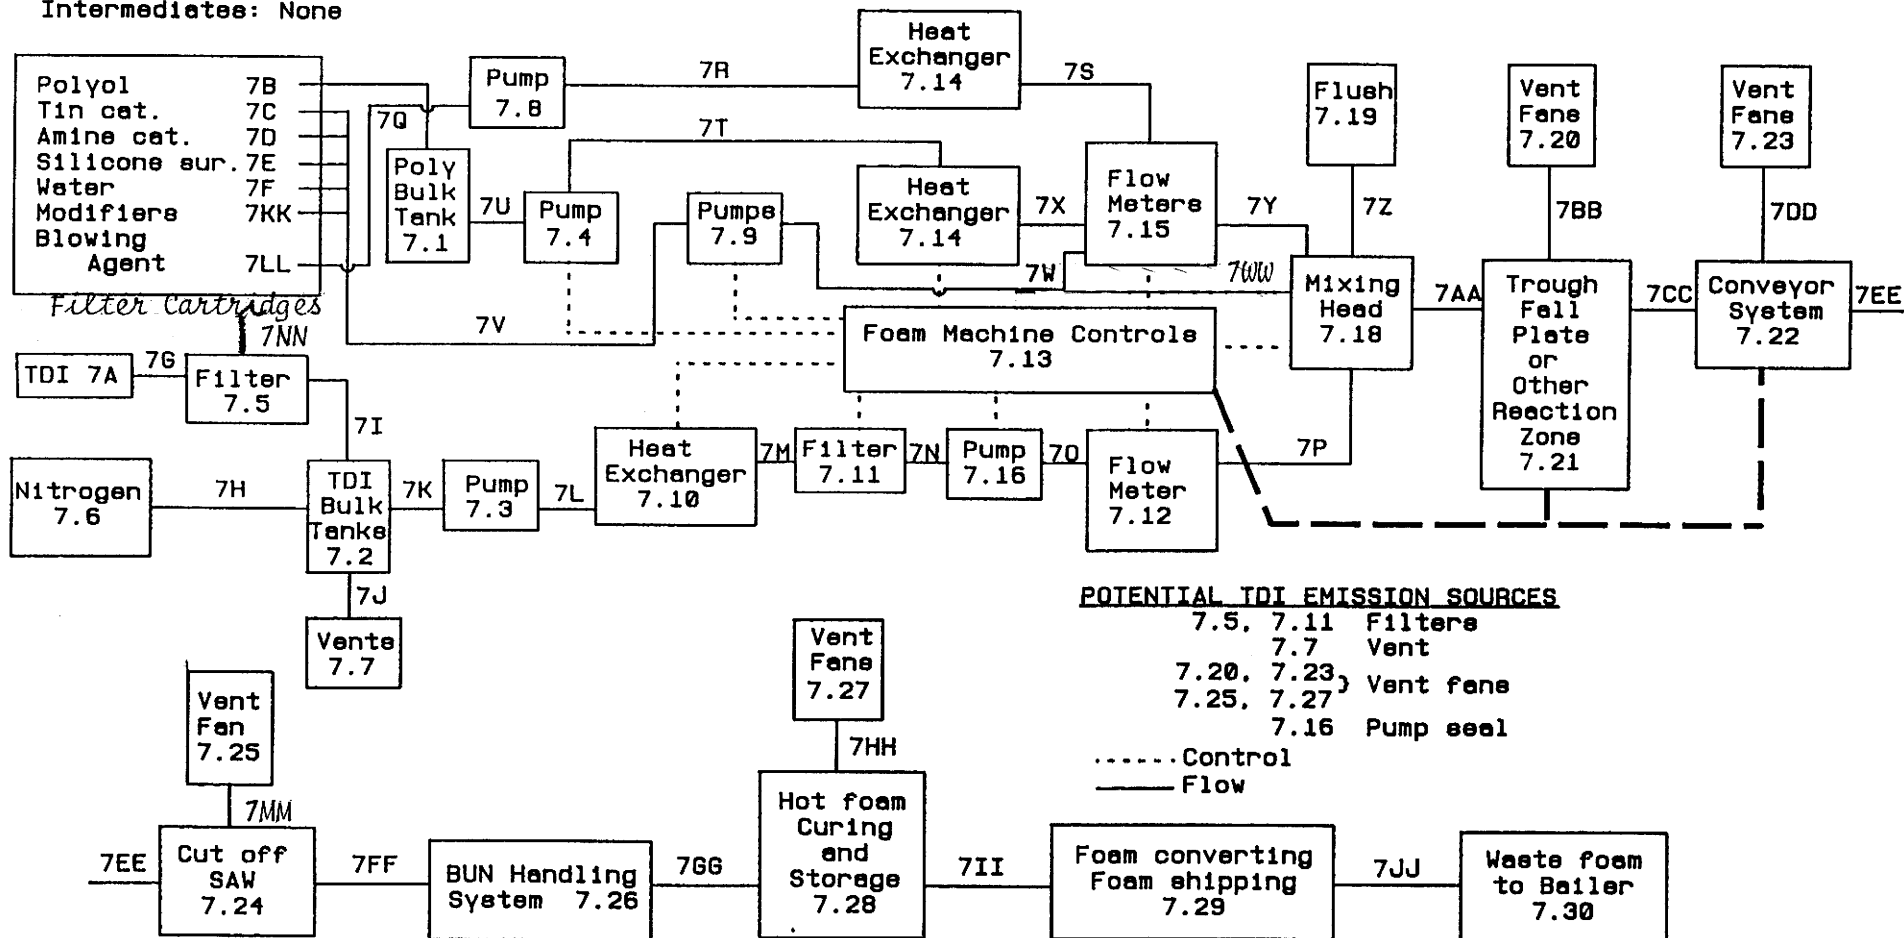 Intermediates: None
Polyol 7B
Tin cat. 7C
Amine cat. 7D
Silicone sur. 7E
Water 7F
Modifiers 7KK
Blowing
Agent 7LL
Filter Cartridges
7NN
7Q
Pump
7.8
7R
Heat
Exchanger
7.14
7S
Poly
Bulk
Tank
7.1
7U
Pump
7.4
7T
Pumps
7.9
Heat
Exchanger
7.14
7X
Flow
Meters
7.15
7Y
7W
7WW
7V
Flush
7.19
7Z
Vent
Fans
7.20
7BB
Vent
Fans
7.23
7DD
Mixing
Head
7.18
7AA
Trough
Fall
Plate
or
Other
Reaction
Zone
7.21
7CC
Conveyor
System
7.22
7EE
Foam Machine Controls
7.13
TDI 7A
7G
Filter
7.5
7I
Nitrogen
7.6
7H
TDI
Bulk
Tanks
7.2
7K
Pump
7.3
7L
Heat
Exchanger
7.10
7M
Filter
7.11
7N
Pump
7.16
7O
Flow
Meter
7.12
7P
7J
Vents
7.7
POTENTIAL TDI EMISSION SOURCES
7.5, 7.11 Filters
7.7 Vent
7.20, 7.23
7.25, 7.27 } Vent fans
7.16 Pump seal
Control
Flow
Vent
Fan
7.25
7MM
Vent
Fans
7.27
7HH
7EE
Cut off
SAW
7.24
7FF
BUN Handling
System 7.26
7GG
Hot foam
Curing
and
Storage
7.28
7II
Foam converting
Foam shipping
7.29
7JJ
Waste foam
to Bailer
7.30